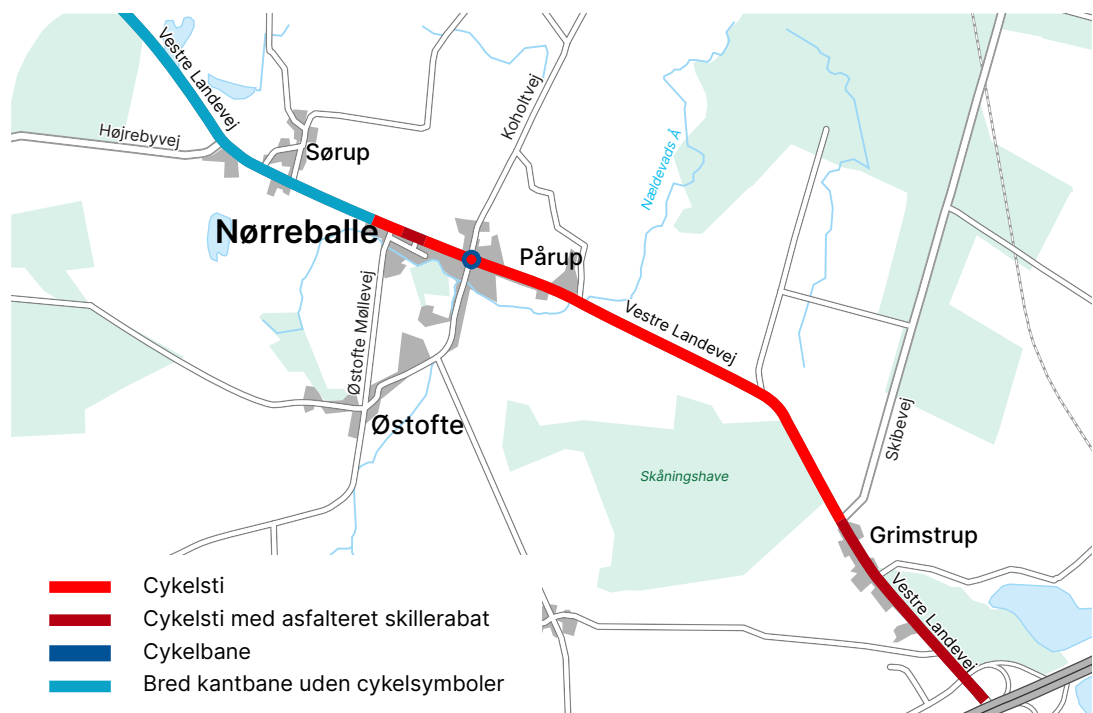 Vestre Landevej
Højrebyvej
Sørup
Koholtvej
Nældevads Å
Nørreballe
Pårup
Østofte Møllevej
Vestre Landevej
Østofte
Skibevej
Skåningshave
Grimstrup
Vestre Landevej
Cykelsti
Cykelsti med asfalteret skillerabat
Cykelbane
Bred kantbane uden cykelsymboler